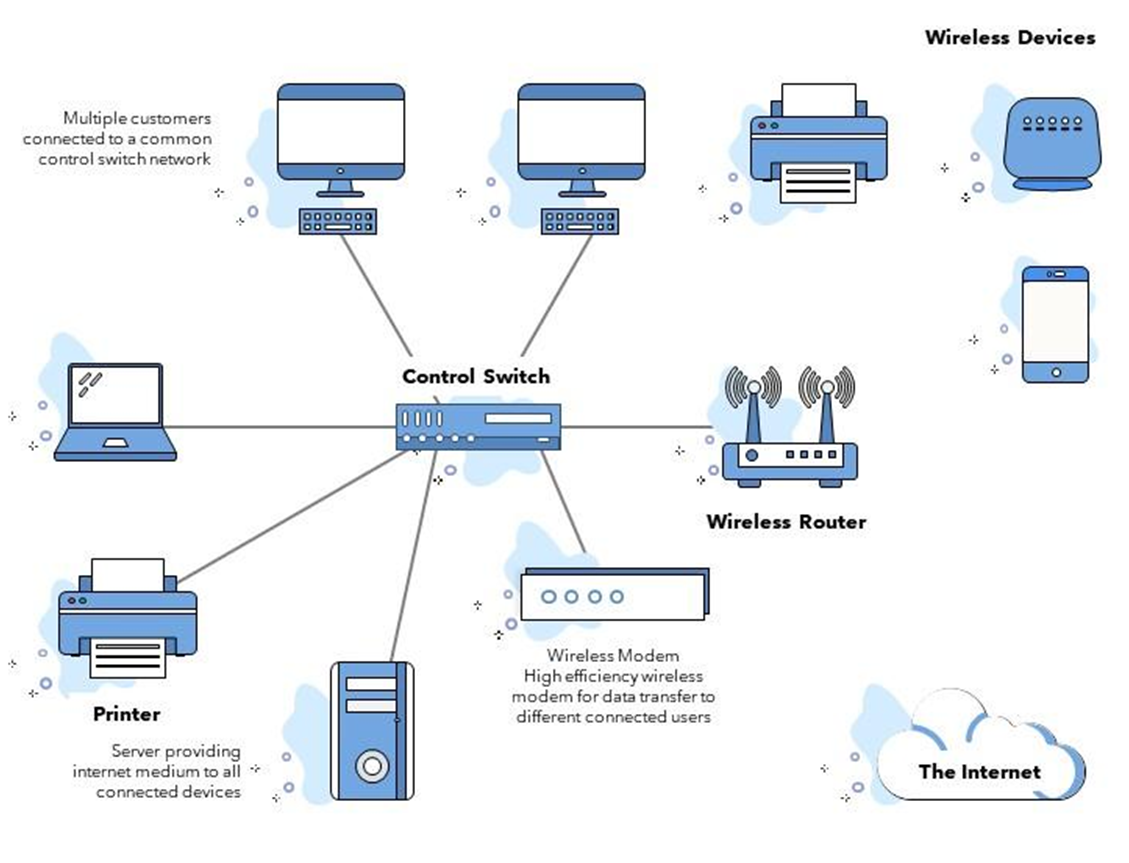 Wireless Devices
Multiple customers
connected to a common
control switch network
Control Switch
Wireless Router
Wireless Modem
High efficiency wireless
modem for data transfer to
different connected users
Printer
Server providing
internet medium to all
connected devices
The Internet